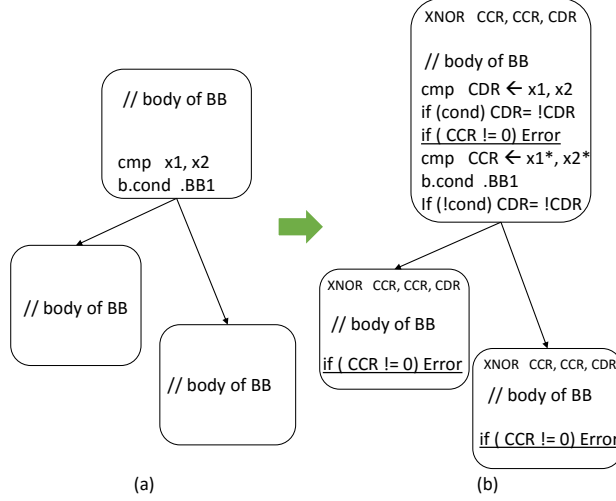 // body of BB
cmp x1, x2
b.cond .BB1
// body of BB
// body of BB
(a)
XNOR CCR, CCR, CDR
// body of BB
cmp CDR ← x1, x2
if (cond) CDR= !CDR
if ( CCR != 0) Error
cmp CCR ← x1*, x2*
b.cond .BB1
If (!cond) CDR= !CDR
XNOR CCR, CCR, CDR
// body of BB
if ( CCR != 0) Error
XNOR CCR, CCR, CDR
// body of BB
if ( CCR != 0) Error
(b)